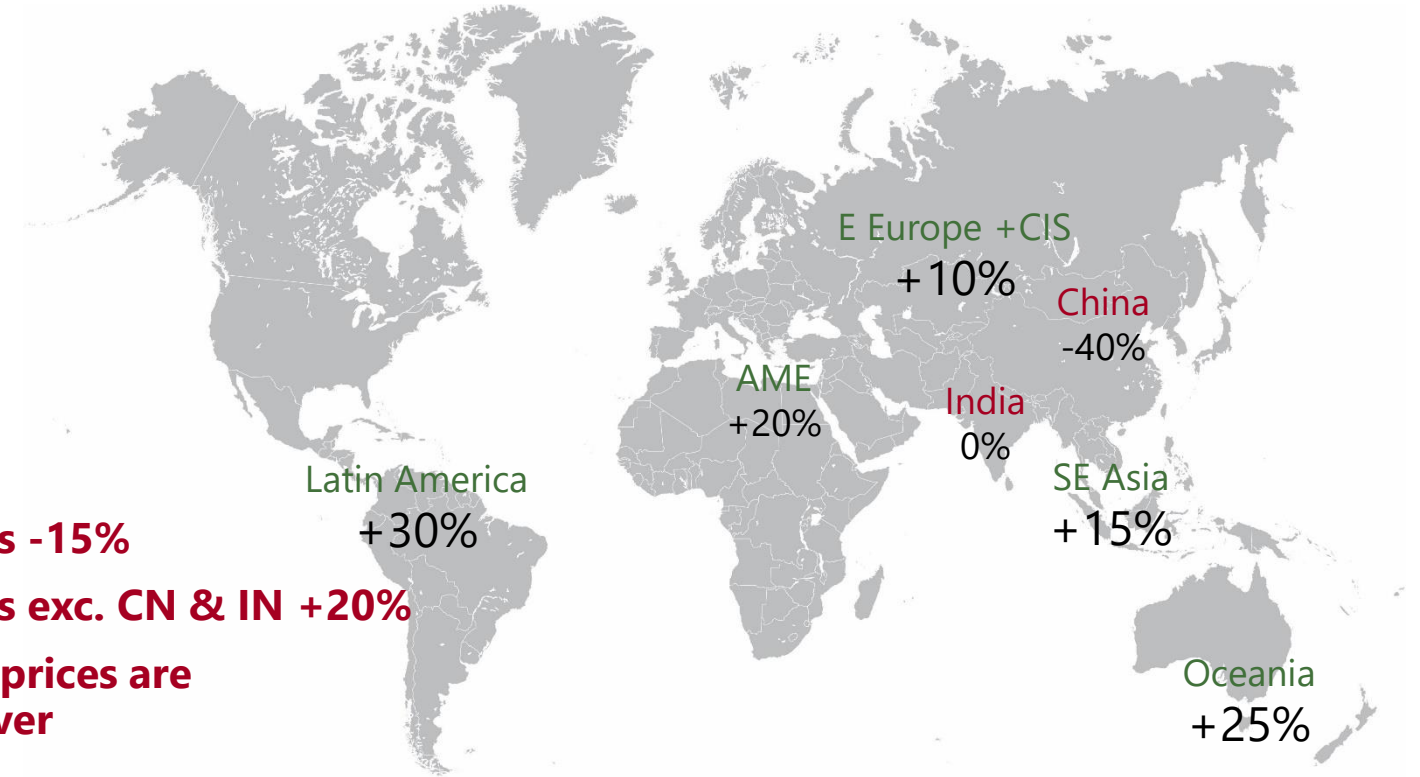 E Europe +CIS
+10%
China
-40%
AME
+20%
India
0%
Latin America
+30%
SE Asia
+15%
s -15%
s exc. CN & IN +20%
prices are
ver
Oceania
+25%